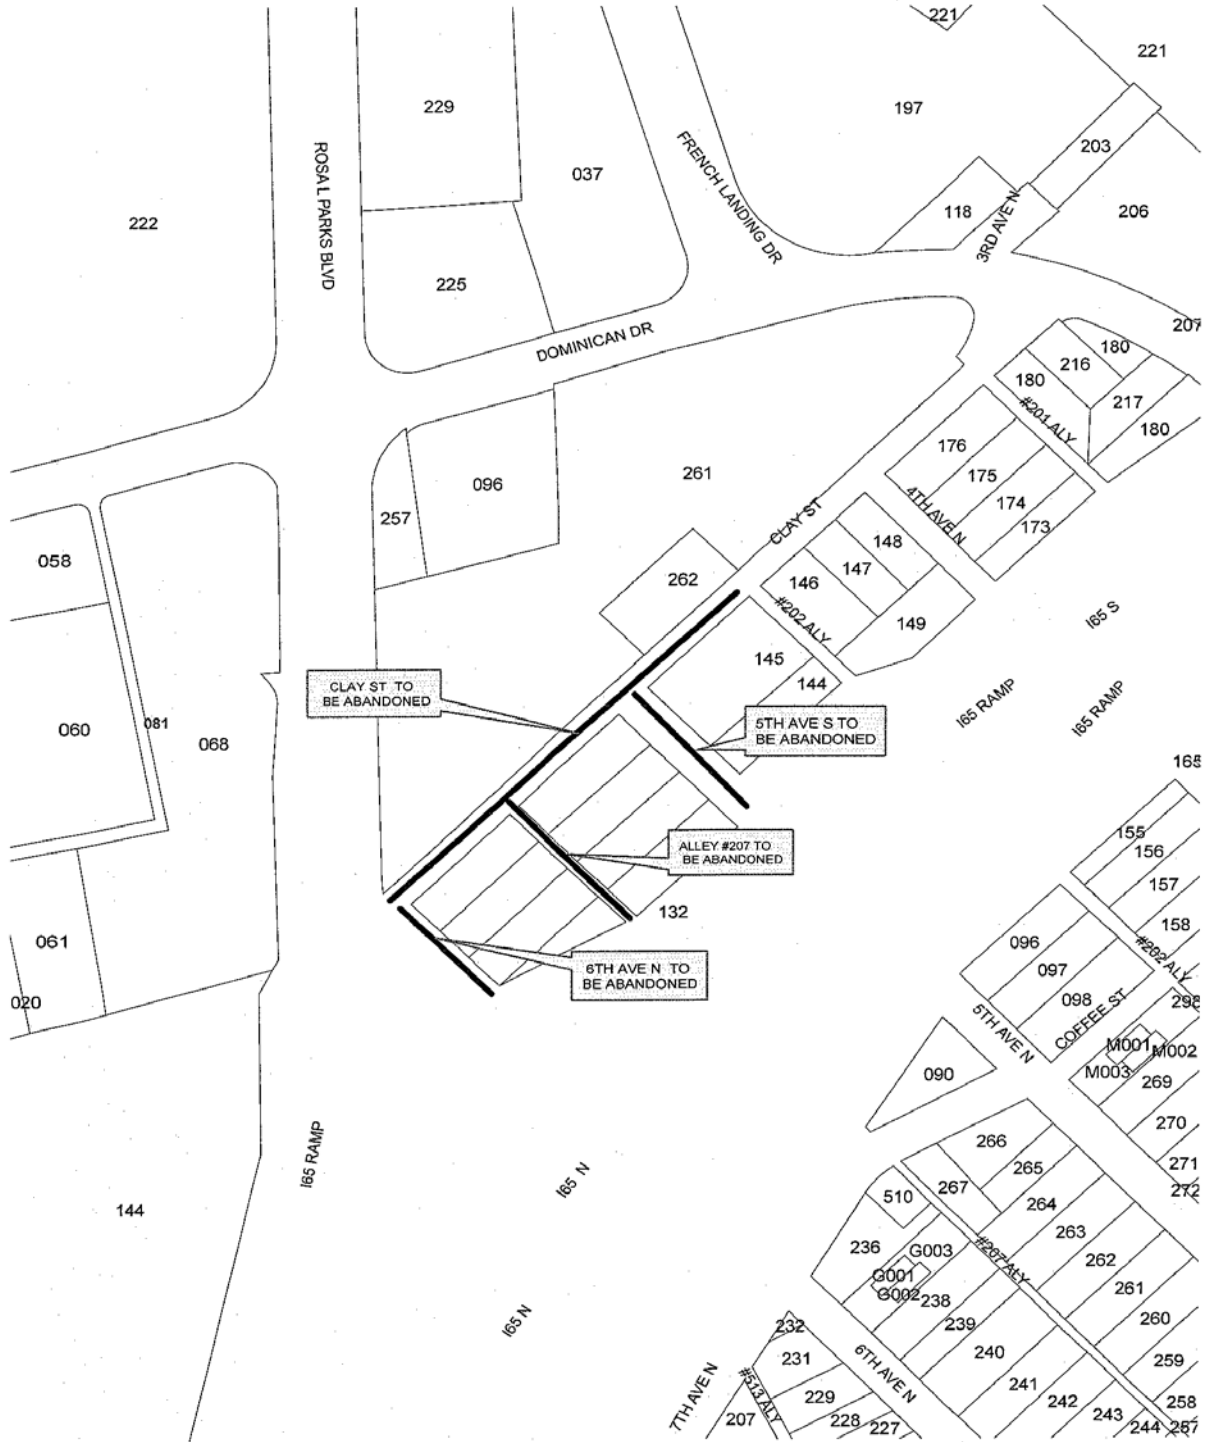 221
221
229
197
ROSA L PARKS BLVD
FRENCH LANDING DR
203
037
222
118
206
3RD AVE N
225
207
DOMINICAN DR
180
216
180
217
#201 ALY
180
176
261
175
096
174
4TH AVE N
257
173
CLAY ST
148
058
147
262
146
#202 ALY
149
I65 S
145
144
CLAY ST TO
BE ABANDONED
I65 RAMP
I65 RAMP
060
081
068
5TH AVE S TO
BE ABANDONED
165
155
ALLEY #207 TO
BE ABANDONED
156
157
132
158
061
096
#202 ALY
097
6TH AVE N TO
BE ABANDONED
020
098
COFFEE ST
298
5TH AVE N
M001
M002
090
M003
269
270
I65 RAMP
266
265
271
I65 N
267
272
510
264
144
263
236
G003
#207 ALY
262
G001
G002
238
261
I65 N
239
260
232
240
231
6TH AVE N
259
7TH AVE N
#513 ALY
241
229
242
258
207
228
227
243
244
257